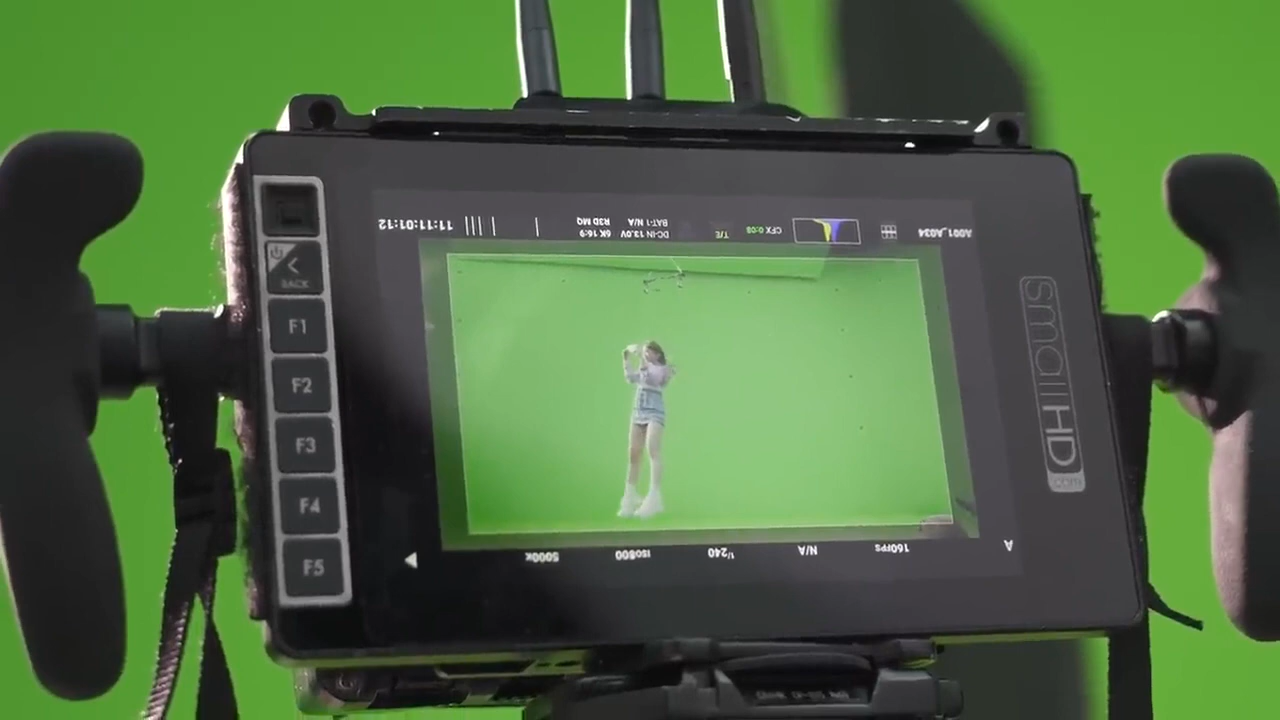 A001_A034
CFX 0:08
T/E
DC-IN 13.0V
BAT-1 N/A
6K 16:9
R3D MQ
11:11:01:12
BACK
F1
F2
F3
F4
F5
smallHD
A
160FPS
N/A
1/240
ISO800
5000K